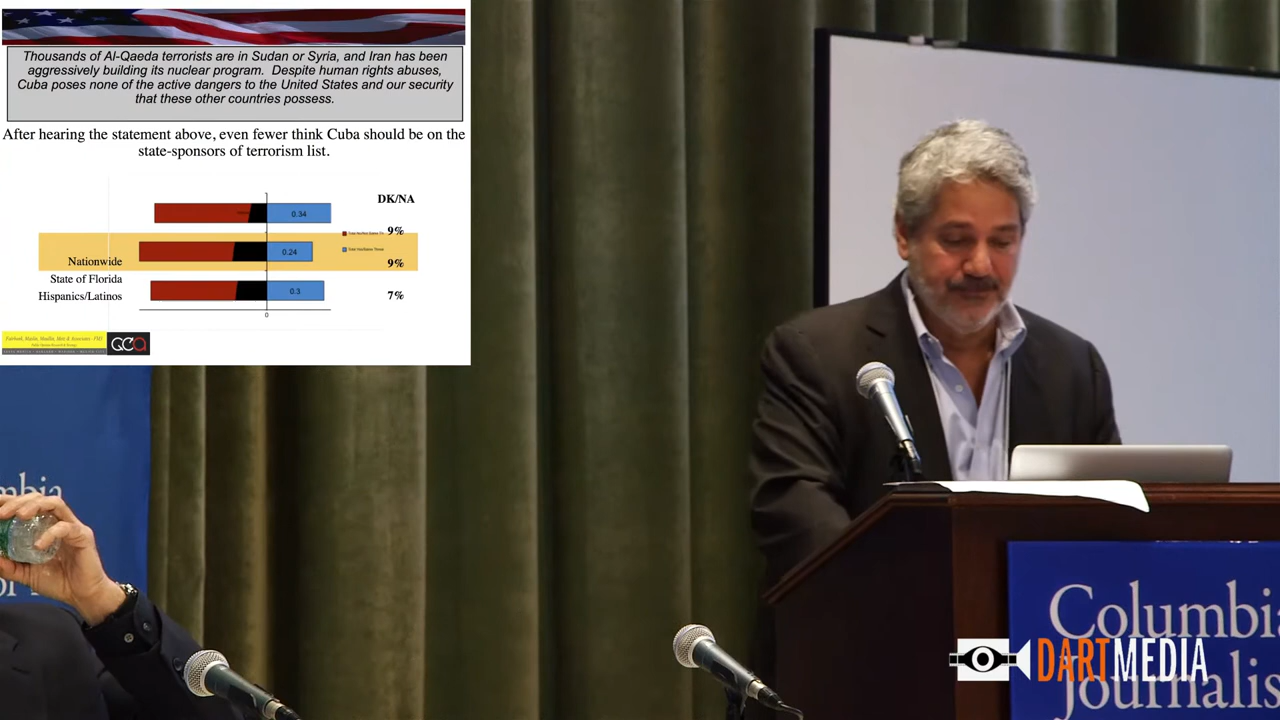 Thousands of Al-Qaeda terrorists are in Sudan or Syria, and Iran has been
aggressively building its nuclear program. Despite human rights abuses,
Cuba poses none of the active dangers to the United States and our security
that these other countries possess.
After hearing the statement above, even fewer think Cuba should be on the
state-sponsors of terrorism list.
DK/NA
0.34
9%
0.24
Nationwide
9%
State of Florida
Hispanics/Latinos
0.3
7%
0
QCA
Columbia
Journalis
DARTMEDIA